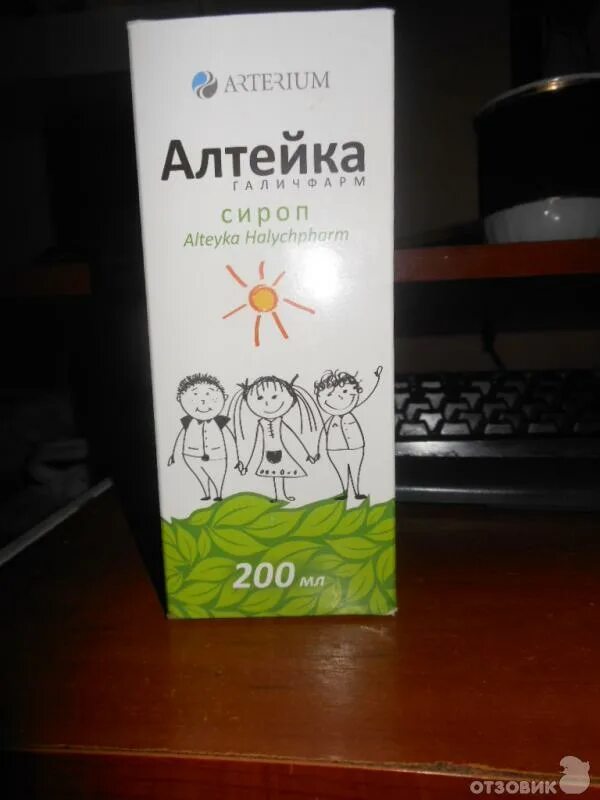 ARTERIUM
Алтейка
ГАЛИЧФАРМ
сироп
Alteyka Halychpharm
200 мл
ОТЗОВИК